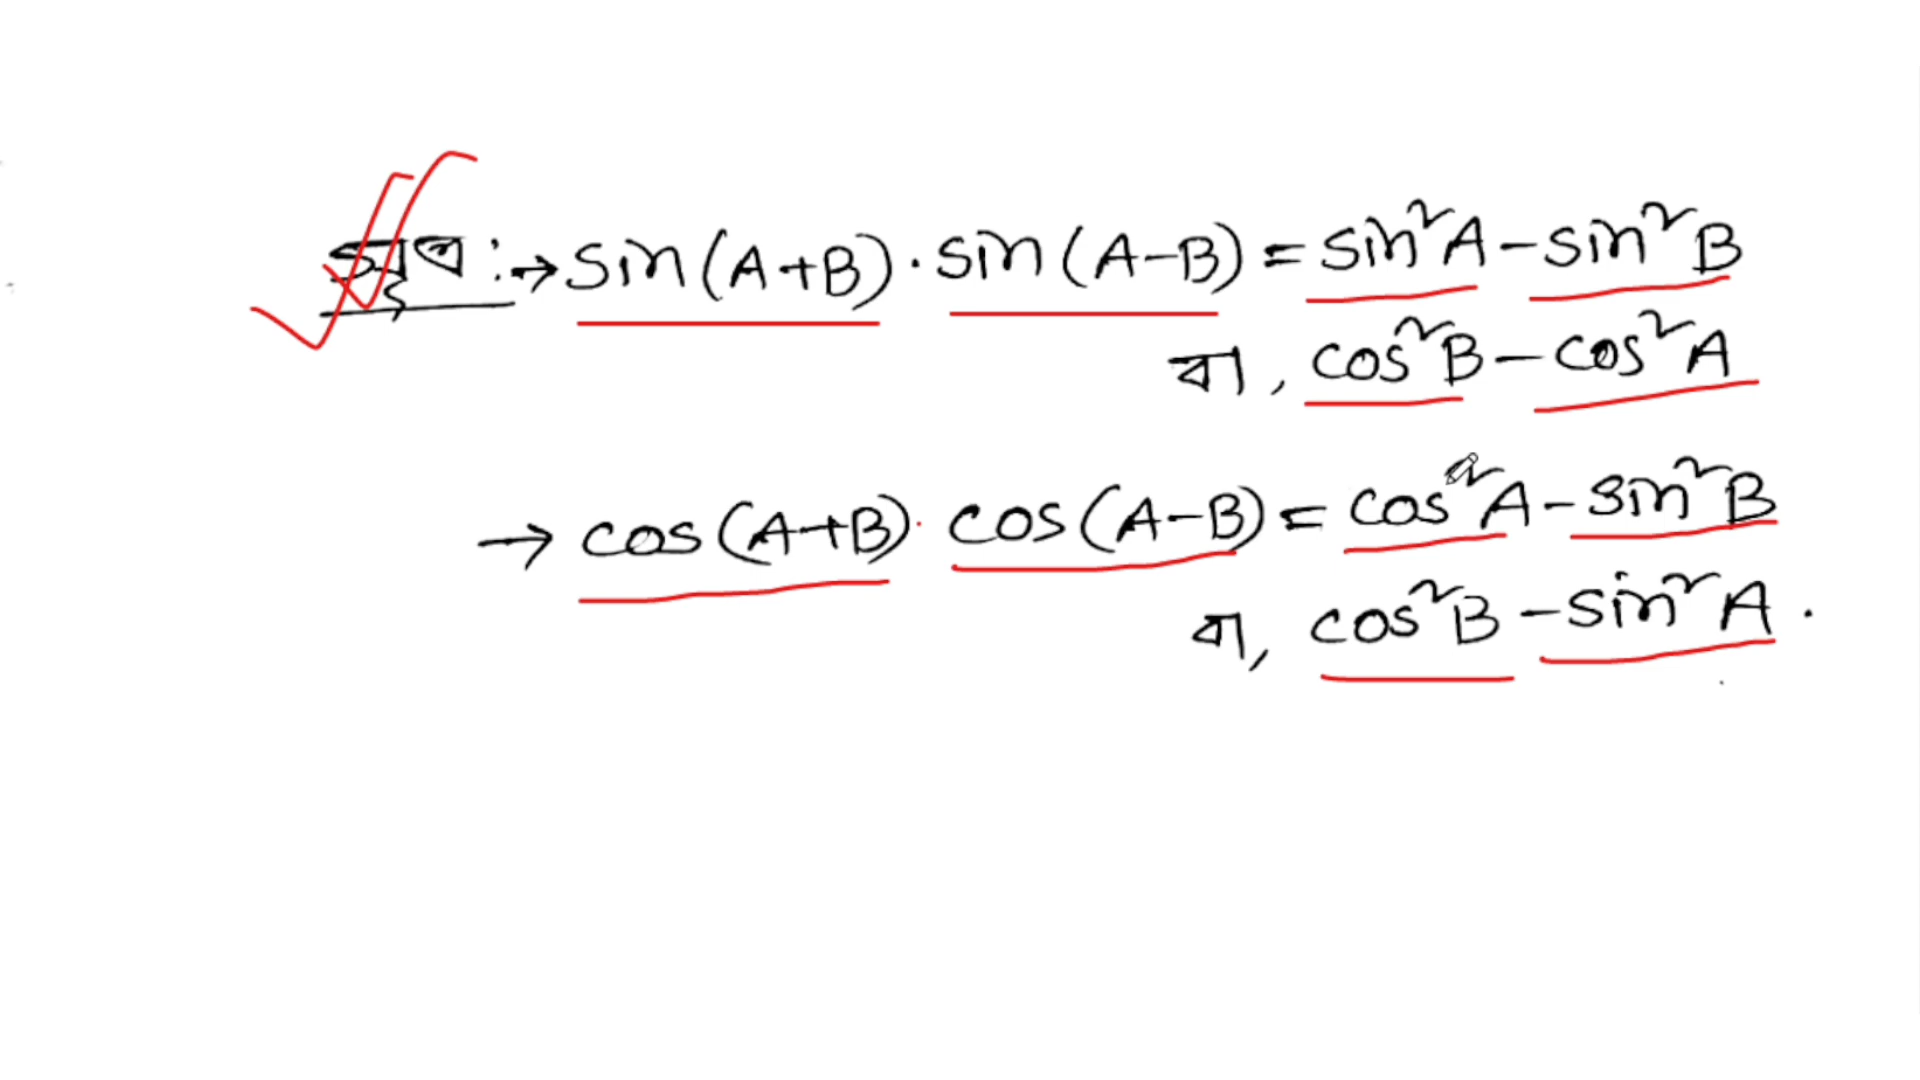 সূত্র :→ sin(A+B) · sin(A−B) = sin²A − sin²B
বা, cos²B − cos²A
→ cos(A+B) · cos(A−B) = cos²A − sin²B
বা, cos²B − sin²A .